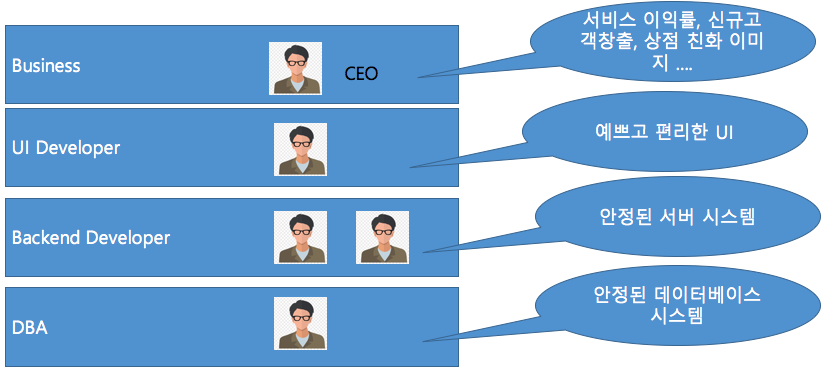 Business
CEO
서비스 이익률, 신규고
객창출, 상점 친화 이미
지 ....
UI Developer
예쁘고 편리한 UI
Backend Developer
안정된 서버 시스템
DBA
안정된 데이터베이스
시스템